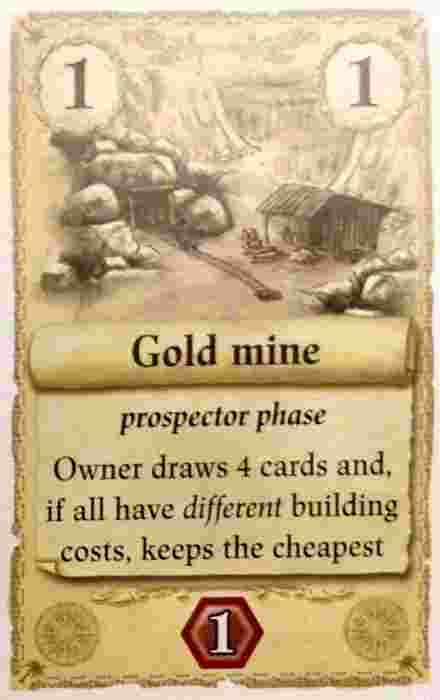 1 1
Gold mine
prospector phase
Owner draws 4 cards and,
if all have different building
costs, keeps the cheapest
1